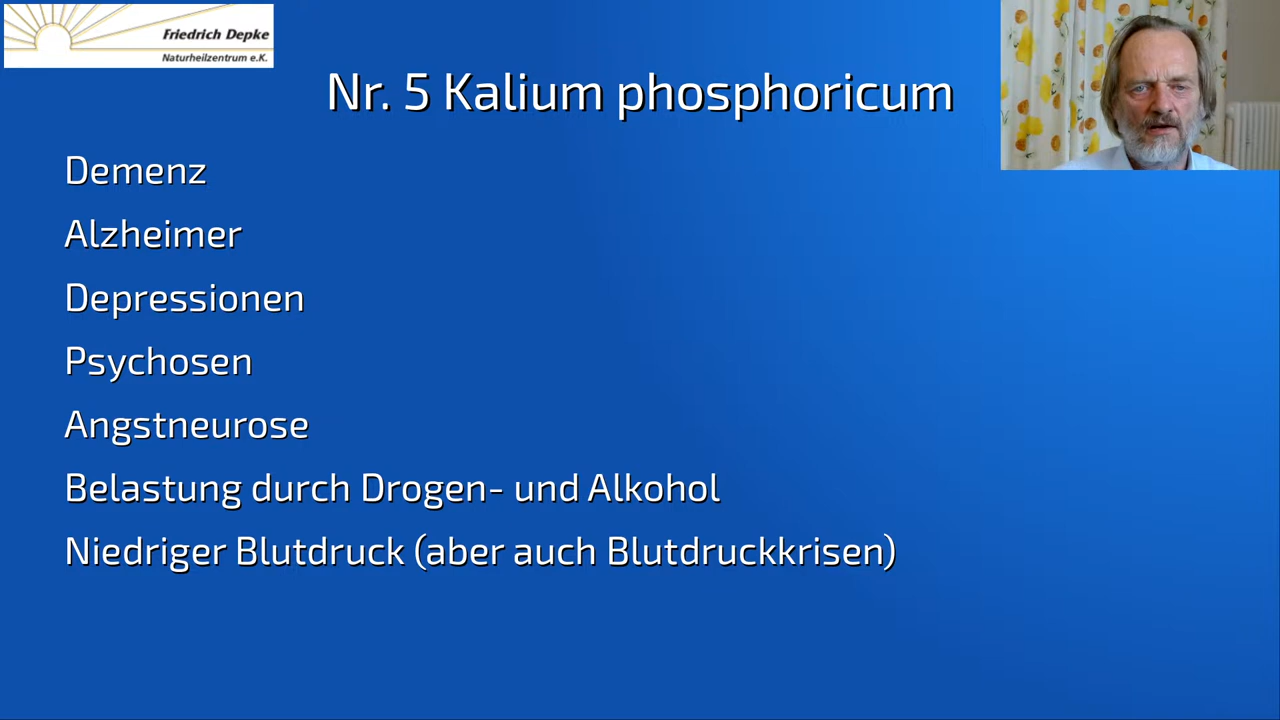 Friedrich Depke
Naturheilzentrum e.K.
Nr. 5 Kalium phosphoricum
Demenz
Alzheimer
Depressionen
Psychosen
Angstneurose
Belastung durch Drogen- und Alkohol
Niedriger Blutdruck (aber auch Blutdruckkrisen)